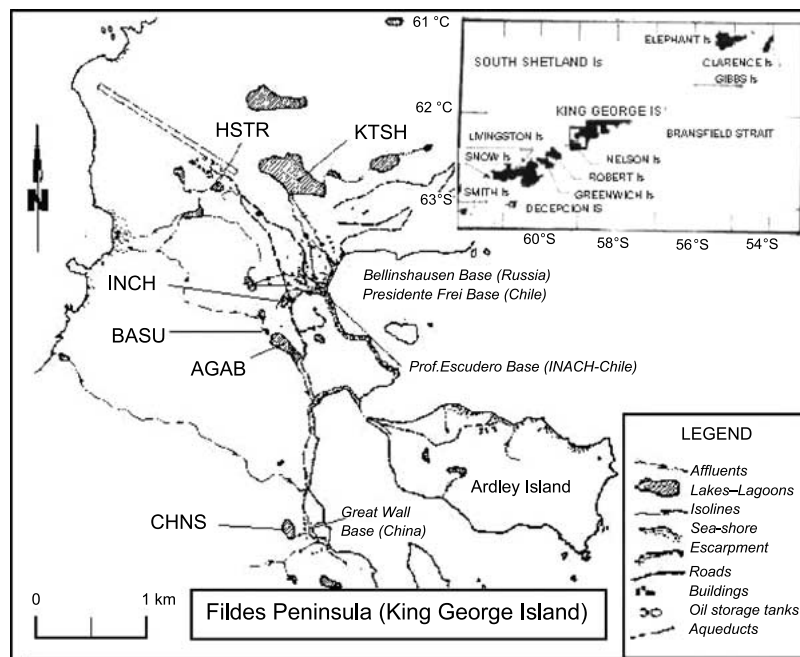 61 °C
ELEPHANT Is
CLARENCE Is
GIBBS Is
SOUTH SHETLAND Is
62 °C
KING GEORGE IS
BRANSFIELD STRAIT
LIVINGSTON Is
SNOW Is
SMITH Is
NELSON Is
ROBERT Is
GREENWICH Is
DECEPCION IS
63°S
60°S
58°S
56°S
54°S
HSTR
KTSH
N
INCH
BASU
AGAB
CHNS
Bellinshausen Base (Russia)
Presidente Frei Base (Chile)
Prof.Escudero Base (INACH-Chile)
Ardley Island
Great Wall
Base (China)
0
1 km
Fildes Peninsula (King George Island)
LEGEND
Affluents
Lakes–Lagoons
Isolines
Sea-shore
Escarpment
Roads
Buildings
Oil storage tanks
Aqueducts